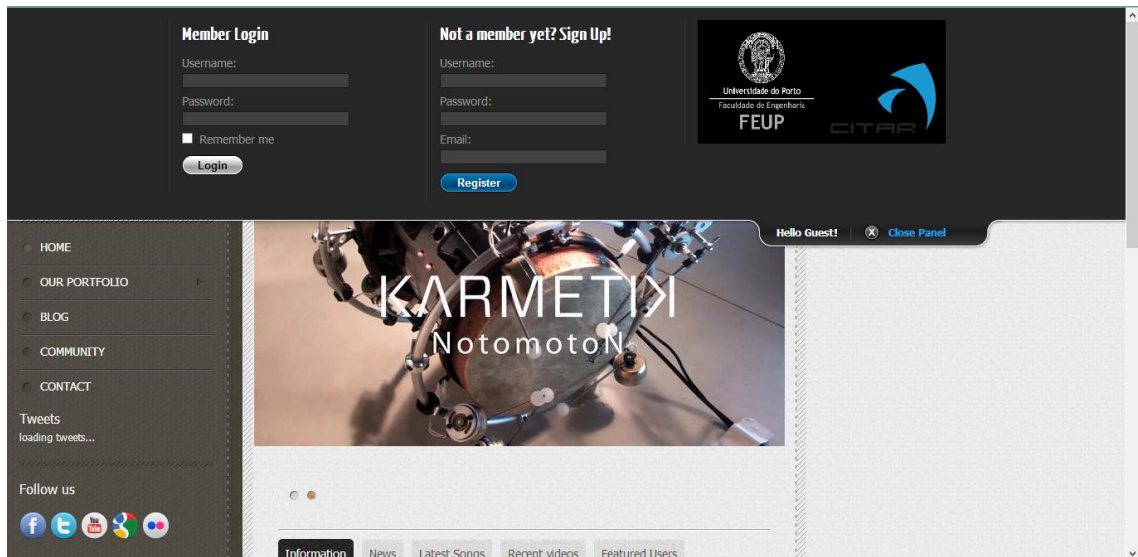 Member Login
Username:
Password:
Remember me
Login
Not a member yet? Sign Up!
Username:
Password:
Email:
Register
Universidade do Porto
Faculdade de Engenharia
FEUP
CITAR
Hello Guest!
X Close Panel
HOME
OUR PORTFOLIO
BLOG
COMMUNITY
CONTACT
Tweets
loading tweets...
Follow us
f t You Tube g
KARMETIK
NotomotoN
Information News Latest Songs Recent videos Featured Users